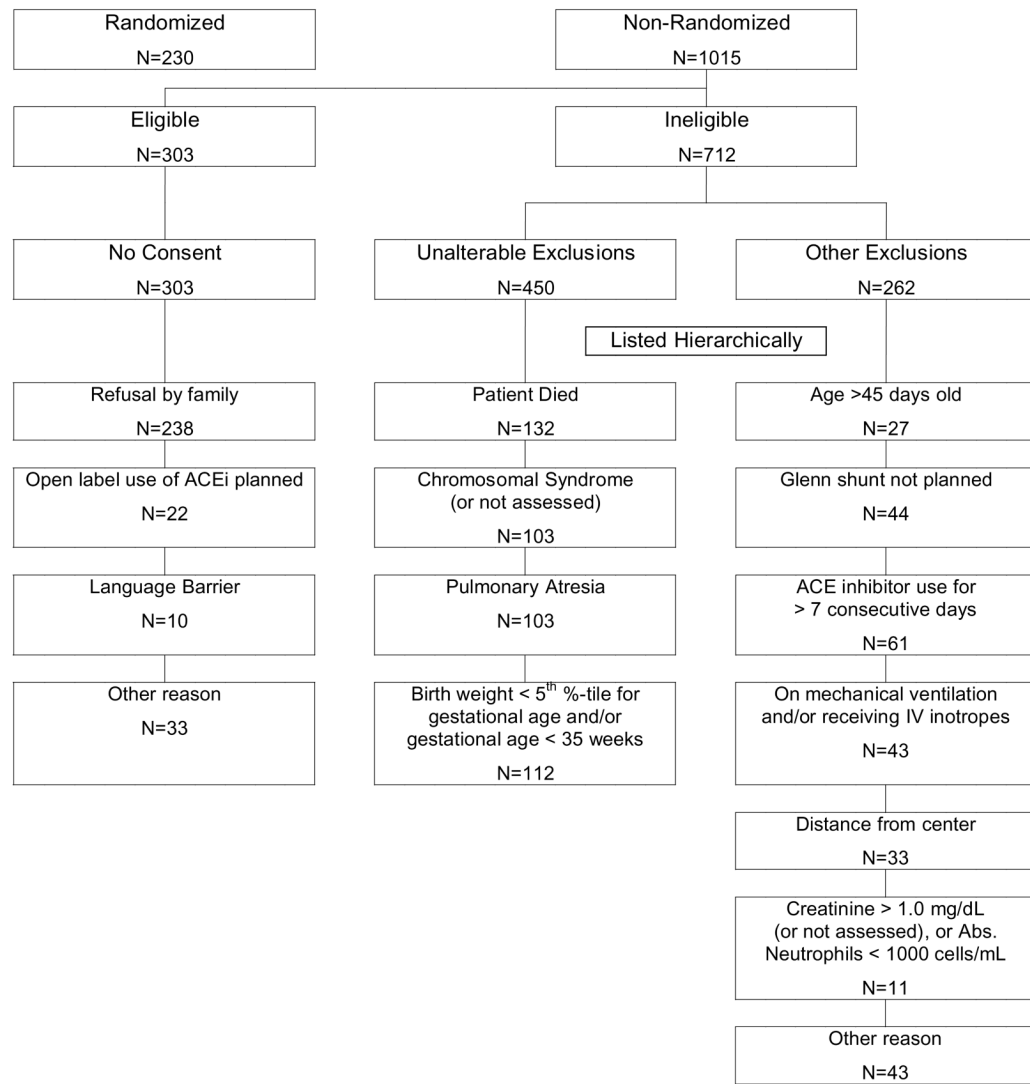 Randomized
N=230
Non-Randomized
N=1015
Eligible
N=303
Ineligible
N=712
No Consent
N=303
Unalterable Exclusions
N=450
Other Exclusions
N=262
Listed Hierarchically
Refusal by family
N=238
Patient Died
N=132
Age >45 days old
N=27
Open label use of ACEi planned
N=22
Chromosomal Syndrome
(or not assessed)
N=103
Glenn shunt not planned
N=44
Language Barrier
N=10
Pulmonary Atresia
N=103
ACE inhibitor use for
> 7 consecutive days
N=61
Other reason
N=33
Birth weight < 5th %-tile for
gestational age and/or
gestational age < 35 weeks
N=112
On mechanical ventilation
and/or receiving IV inotropes
N=43
Distance from center
N=33
Creatinine > 1.0 mg/dL
(or not assessed), or Abs.
Neutrophils < 1000 cells/mL
N=11
Other reason
N=43